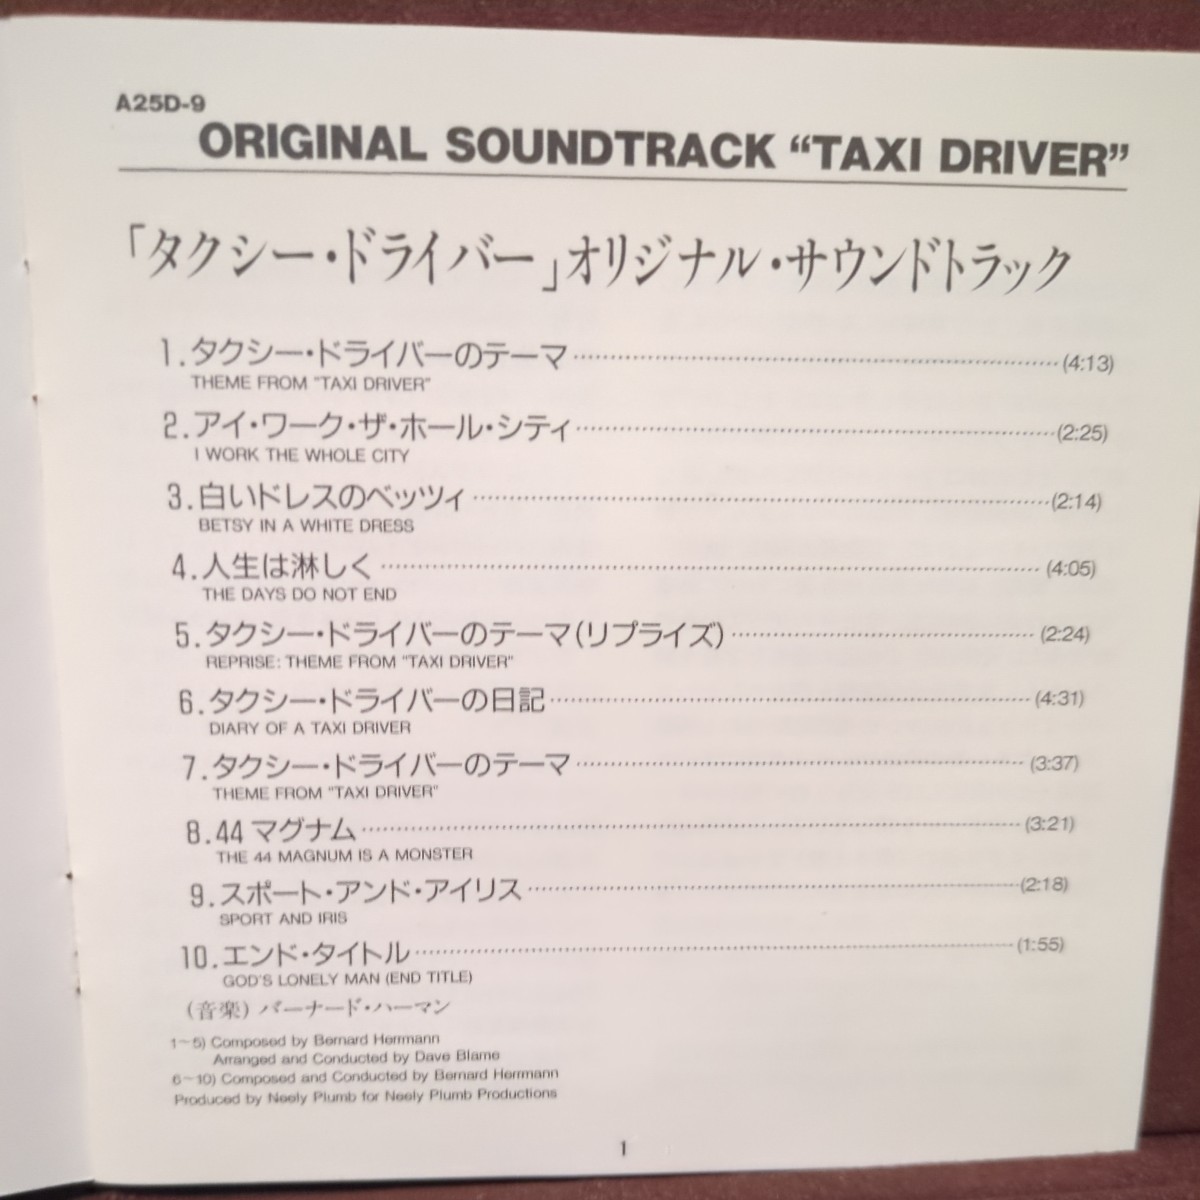 A25D-9
ORIGINAL SOUNDTRACK “TAXI DRIVER”
「タクシー・ドライバー」オリジナル・サウンドトラック
1.タクシー・ドライバーのテーマ (4:13)
THEME FROM "TAXI DRIVER"
2.アイ・ワーク・ザ・ホール・シティ (2:25)
I WORK THE WHOLE CITY
3.白いドレスのベッツィ (2:14)
BETSY IN A WHITE DRESS
4.人生は淋しく (4:05)
THE DAYS DO NOT END
5.タクシー・ドライバーのテーマ(リプライズ) (2:24)
REPRISE: THEME FROM "TAXI DRIVER"
6.タクシー・ドライバーの日記 (4:31)
DIARY OF A TAXI DRIVER
7.タクシー・ドライバーのテーマ (3:37)
THEME FROM "TAXI DRIVER"
8.44 マグナム (3:21)
THE 44 MAGNUM IS A MONSTER
9.スポート・アンド・アイリス (2:18)
SPORT AND IRIS
10.エンド・タイトル (1:55)
GOD'S LONELY MAN (END TITLE)
(音楽) バーナード・ハーマン
1~5) Composed by Bernard Herrmann
Arranged and Conducted by Dave Blame
6~10) Composed and Conducted by Bernard Herrmann
Produced by Neely Plumb for Neely Plumb Productions
1